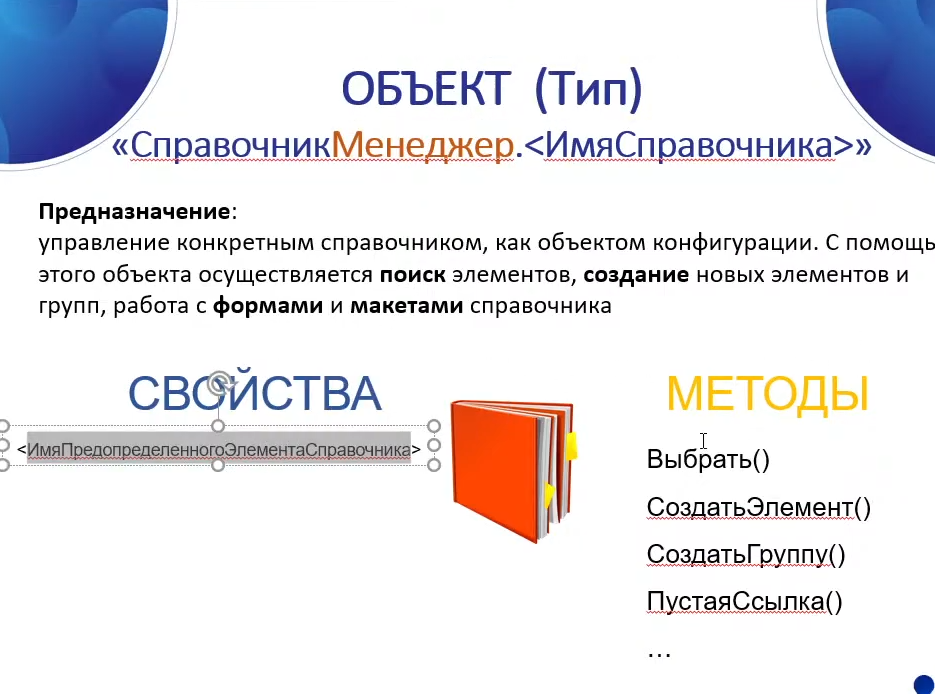 ОБЪЕКТ (Тип)
«СправочникМенеджер.<ИмяСправочника>»
Предназначение:
управление конкретным справочником, как объектом конфигурации. С помощь
этого объекта осуществляется поиск элементов, создание новых элементов и
групп, работа с формами и макетами справочника
СВОЙСТВА
<ИмяПредопределенногоЭлементаСправочника>
МЕТОДЫ
Выбрать()
СоздатьЭлемент()
СоздатьГруппу()
ПустаяСсылка()
…